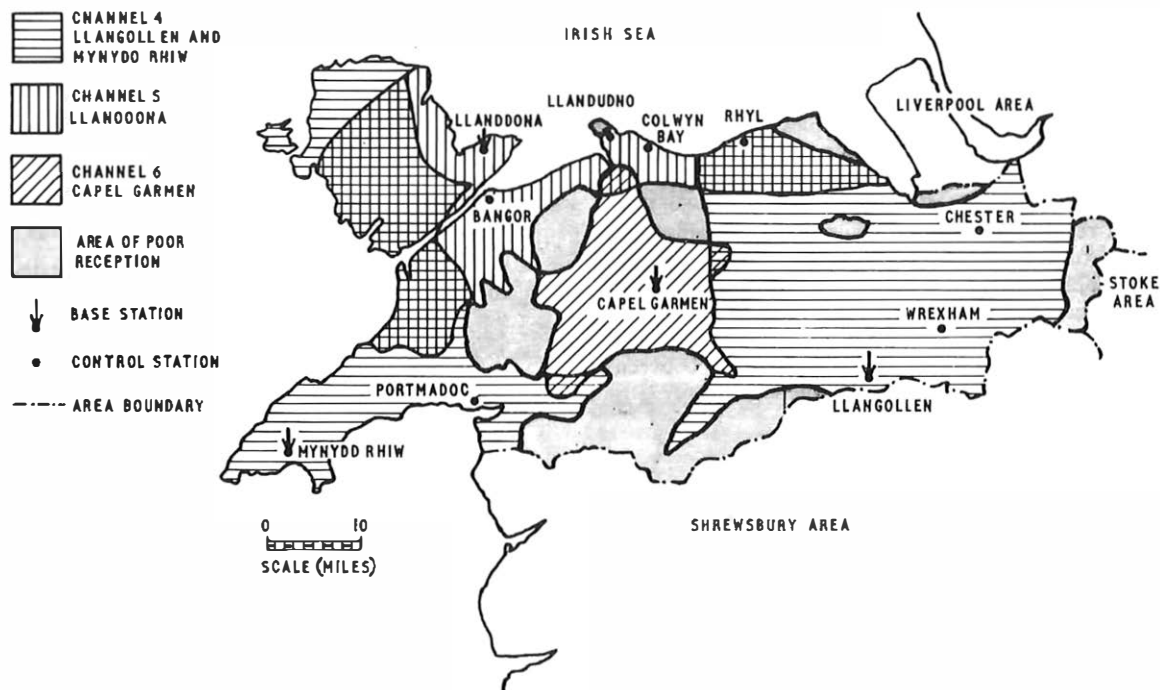 CHANNEL 4
LLANGOLLEN AND
MYNYDO RHIW
CHANNEL 5
LLANOOONA
CHANNEL 6
CAPEL GARMEN
AREA OF POOR
RECEPTION
BASE STATION
CONTROL STATION
AREA BOUNDARY
IRISH SEA
LIVERPOOL AREA
LLANDUDNO
LLANDDONA
COLWYN
BAY
RHYL
BANGOR
CHESTER
STOKE
AREA
CAPEL GARMEN
WREXHAM
PORTMADOC
LLANGOLLEN
MYNYDD RHIW
SHREWSBURY AREA
0 10
SCALE (MILES)